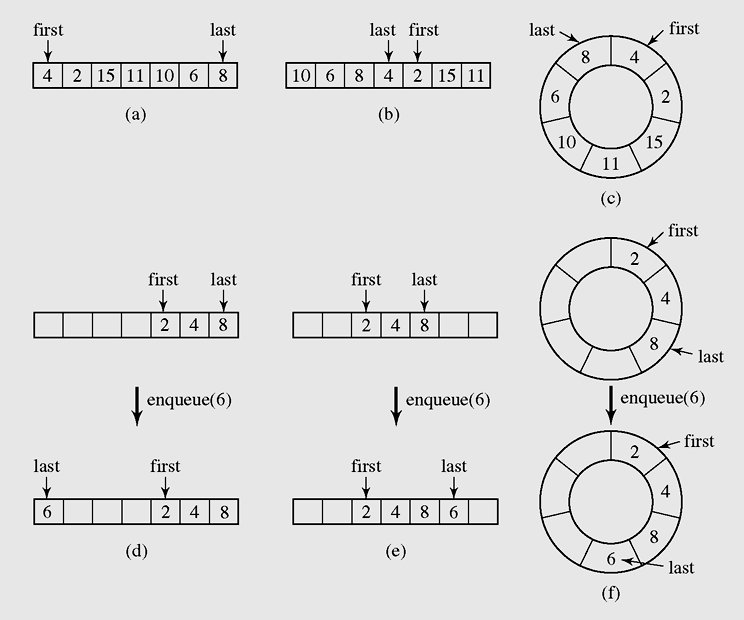 first last
4 2 15 11 10 6 8
(a)
last first
10 6 8 4 2 15 11
(b)
last first
8 4
6 2
10 15
11
(c)
first last
2 4 8
enqueue(6)
last first
6 2 4 8
(d)
first last
2 4 8
enqueue(6)
first last
2 4 8 6
(e)
first
2
4
8
last
enqueue(6)
first
2
4
8
6
last
(f)